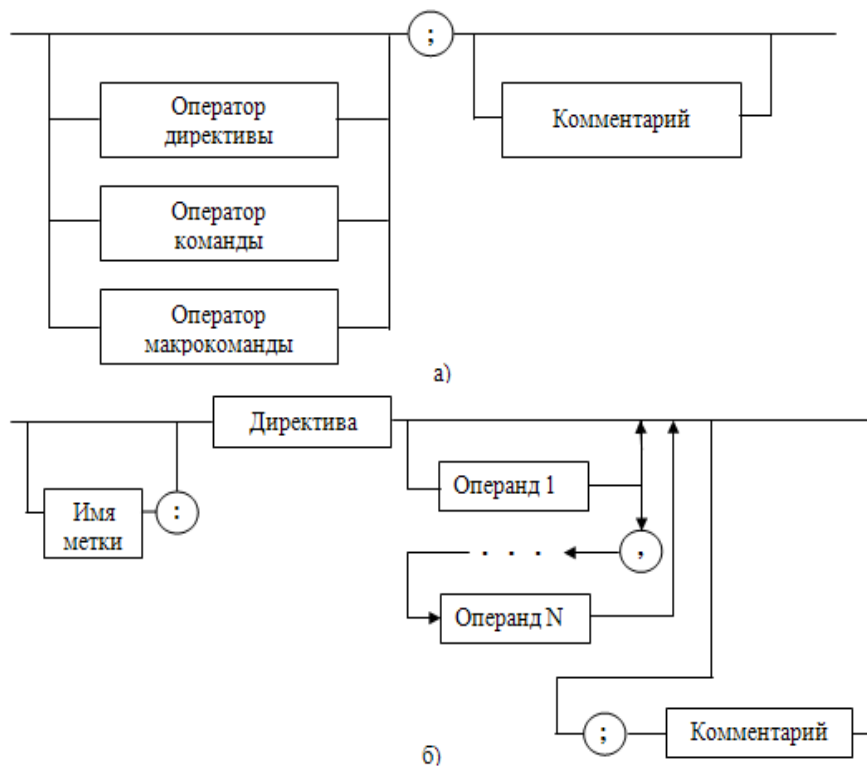 ;
Оператор
директивы
Комментарий
Оператор
команды
Оператор
макрокоманды
а)
Директива
Операнд 1
Имя
метки
:
. . .
,
Операнд N
;
Комментарий
б)